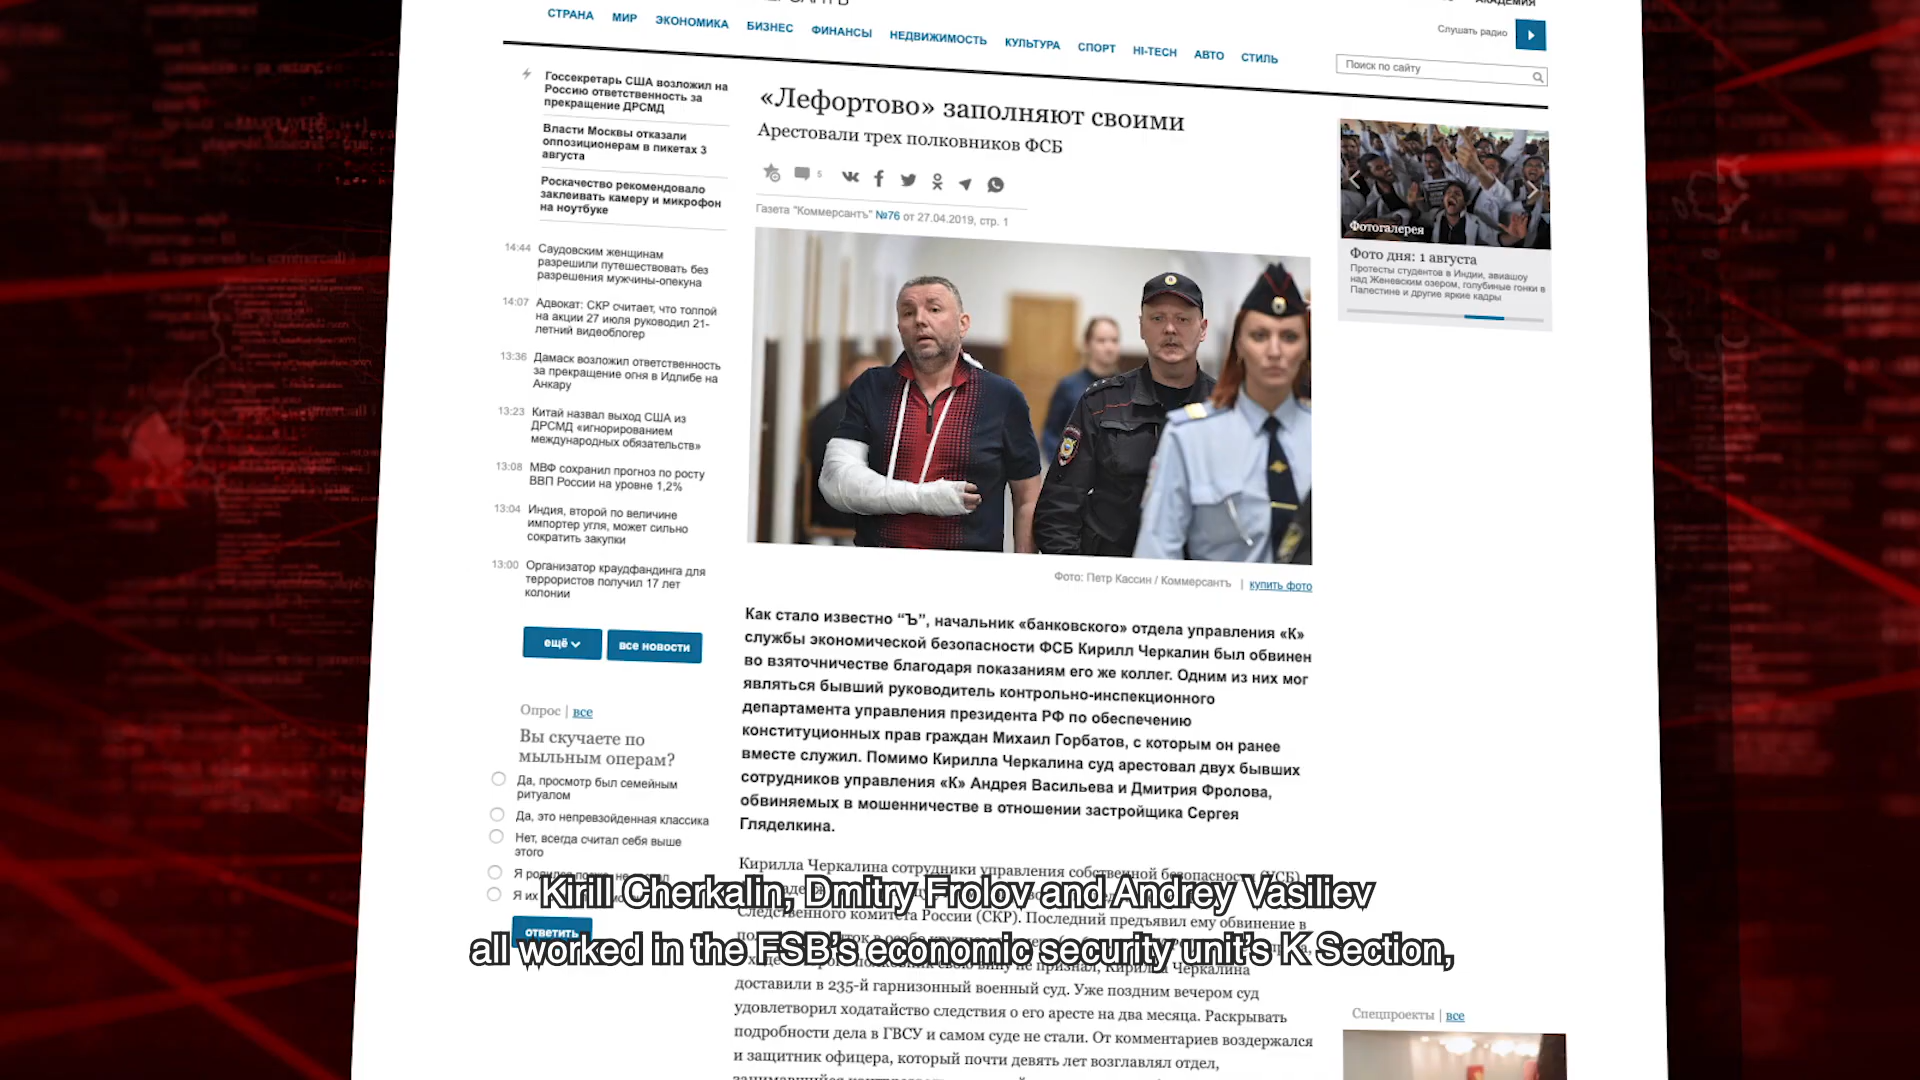 АКАДЕМИЯ
СТРАНА МИР ЭКОНОМИКА БИЗНЕС ФИНАНСЫ НЕДВИЖИМОСТЬ КУЛЬТУРА СПОРТ HI-TECH АВТО СТИЛЬ
Слушать радио
Поиск по сайту
Госсекретарь США возложил на
Россию ответственность за
прекращение ДРСМД
Власти Москвы отказали
оппозиционерам в пикетах 3
августа
Роскачество рекомендовало
заклеивать камеру и микрофон
на ноутбуке
14:44 Саудовским женщинам
разрешили путешествовать без
разрешения мужчины-опекуна
14:07 Адвокат: СКР считает, что толпой
на акции 27 июля руководил 21-
летний видеоблогер
13:36 Дамаск возложил ответственность
за прекращение огня в Идлибе на
Анкару
13:23 Китай назвал выход США из
ДРСМД «игнорированием
международных обязательств»
13:08 МВФ сохранил прогноз по росту
ВВП России на уровне 1,2%
13:04 Индия, второй по величине
импортер угля, может сильно
сократить закупки
13:00 Организатор краудфандинга для
террористов получил 17 лет
колонии
ещё все новости
Опрос | все
Вы скучаете по
мыльным операм?
Да, просмотр был семейным
ритуалом
Да, это непревзойденная классика
Нет, всегда считал себя выше
этого
Я
Я их
ответить
«Лефортово» заполняют своими
Арестовали трех полковников ФСБ
5
Газета "Коммерсантъ" №76 от 27.04.2019, стр. 1
Фото: Петр Кассин / Коммерсантъ | купить фото
Как стало известно “Ъ”, начальник «банковского» отдела управления «К»
службы экономической безопасности ФСБ Кирилл Черкалин был обвинен
во взяточничестве благодаря показаниям его же коллег. Одним из них мог
являться бывший руководитель контрольно-инспекционного
департамента управления президента РФ по обеспечению
конституционных прав граждан Михаил Горбатов, с которым он ранее
вместе служил. Помимо Кирилла Черкалина суд арестовал двух бывших
сотрудников управления «К» Андрея Васильева и Дмитрия Фролова,
обвиняемых в мошенничестве в отношении застройщика Сергея
Гляделкина.
Кирилла Черкалина сотрудники управления собственной безопасности (УСБ)
Следственного комитета России (СКР). Последний предъявил ему обвинение в
свою вину не признал, Кирилла Черкалина
доставили в 235-й гарнизонный военный суд. Уже поздним вечером суд
удовлетворил ходатайство следствия о его аресте на два месяца. Раскрывать
подробности дела в ГВСУ и самом суде не стали. От комментариев воздержался
и защитник офицера, который почти девять лет возглавлял отдел,
Фотогалерея
Фото дня: 1 августа
Протесты студентов в Индии, авиашоу
над Женевским озером, голубиные гонки в
Палестине и другие яркие кадры
Спецпроекты | все
Kirill Cherkalin, Dmitry Frolov and Andrey Vasiliev
all worked in the FSB's economic security unit's K Section,